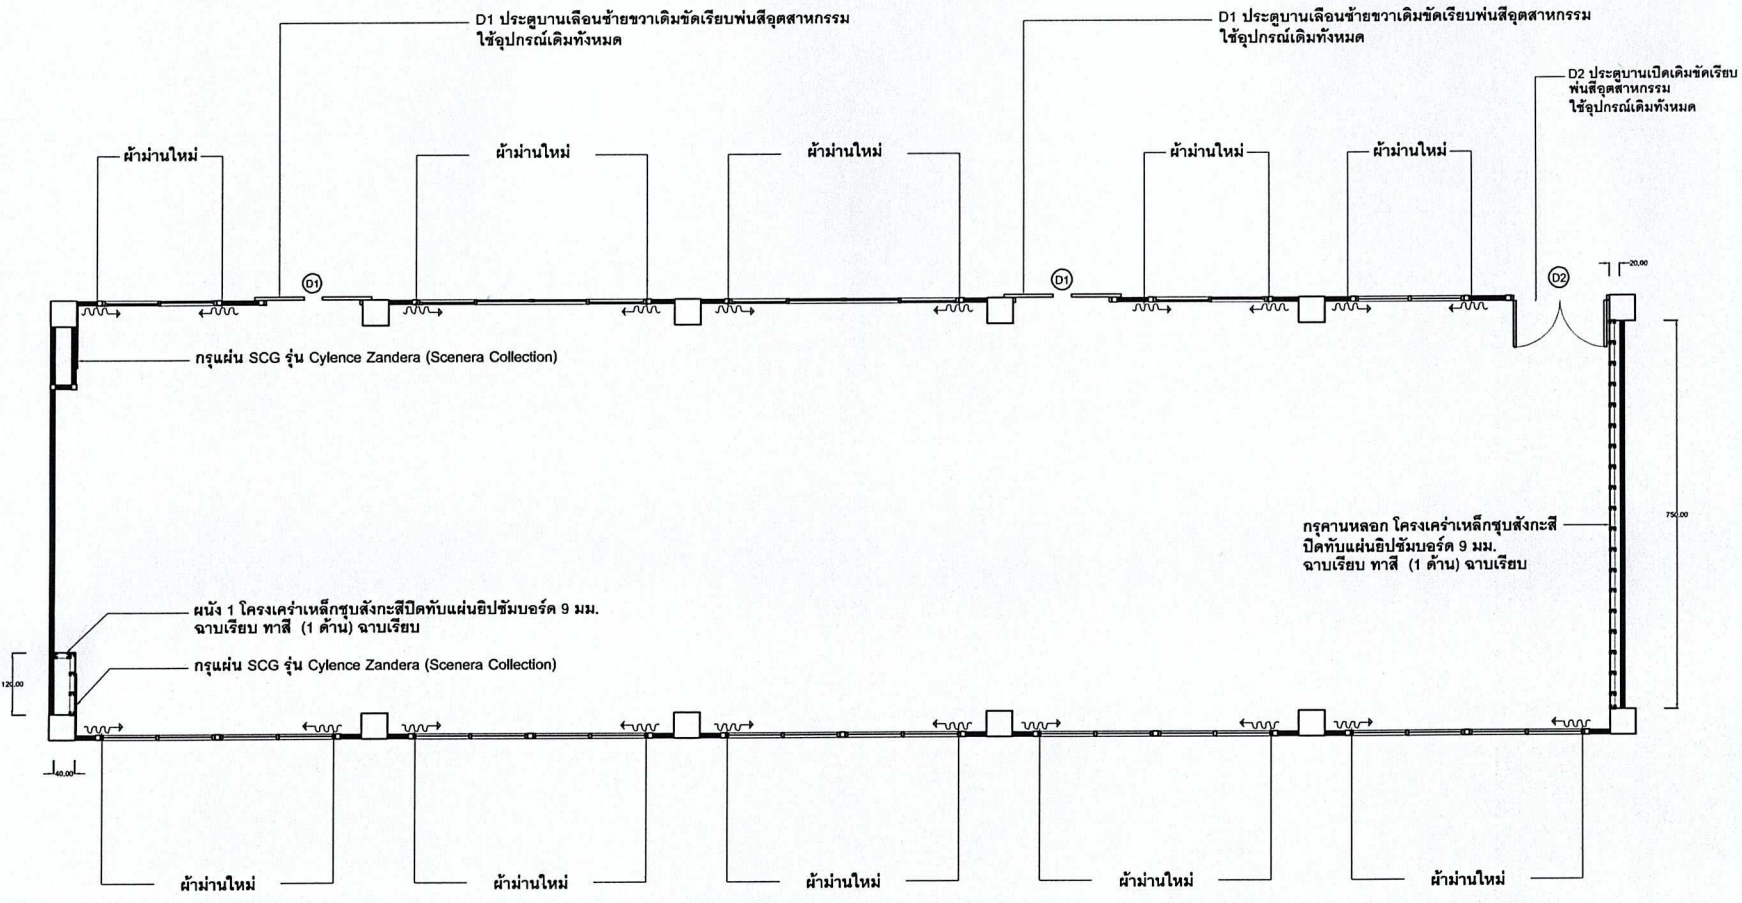 D1 ประตูบานเลื่อนซ้ายขวาเดิมขัดเรียบพ่นสีอุตสาหกรรม
ใช้อุปกรณ์เดิมทั้งหมด
D1 ประตูบานเลื่อนซ้ายขวาเดิมขัดเรียบพ่นสีอุตสาหกรรม
ใช้อุปกรณ์เดิมทั้งหมด
D2 ประตูบานเปิดเดิมขัดเรียบ
พ่นสีอุตสาหกรรม
ใช้อุปกรณ์เดิมทั้งหมด
ผ้าม่านใหม่
ผ้าม่านใหม่
ผ้าม่านใหม่
ผ้าม่านใหม่
ผ้าม่านใหม่
D1
D1
D2
20.00
กรุแผ่น SCG รุ่น Cylence Zandera (Scenera Collection)
750.00
กรุคานหลอก โครงเคร่าเหล็กชุบสังกะสี
ปิดทับแผ่นยิปซัมบอร์ด 9 มม.
ฉาบเรียบ ทาสี (1 ด้าน) ฉาบเรียบ
ผนัง 1 โครงเคร่าเหล็กชุบสังกะสีปิดทับแผ่นยิปซัมบอร์ด 9 มม.
ฉาบเรียบ ทาสี (1 ด้าน) ฉาบเรียบ
กรุแผ่น SCG รุ่น Cylence Zandera (Scenera Collection)
120.00
40.00
ผ้าม่านใหม่
ผ้าม่านใหม่
ผ้าม่านใหม่
ผ้าม่านใหม่
ผ้าม่านใหม่